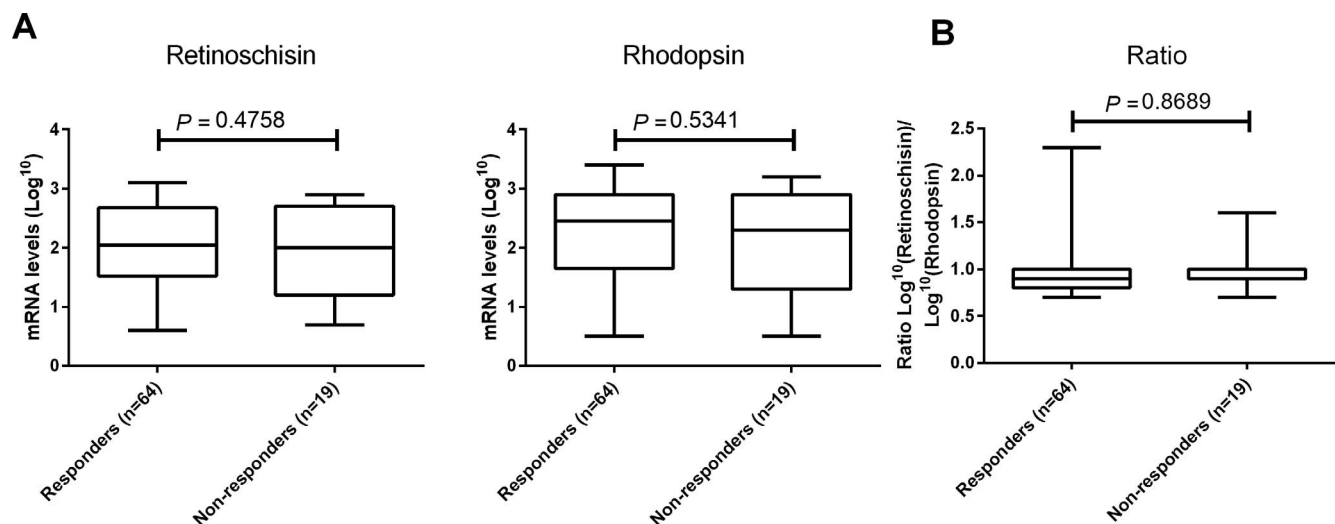 A
Retinoschisin
P = 0.4758
mRNA levels (Log¹⁰)
4
3
2
1
0
Responders (n=64)
Non-responders (n=19)
Rhodopsin
P = 0.5341
mRNA levels (Log¹⁰)
4
3
2
1
0
Responders (n=64)
Non-responders (n=19)
B
Ratio
P = 0.8689
Ratio Log¹⁰(Retinoschisin)/
Log¹⁰(Rhodopsin)
2.5
2.0
1.5
1.0
0.5
0.0
Responders (n=64)
Non-responders (n=19)